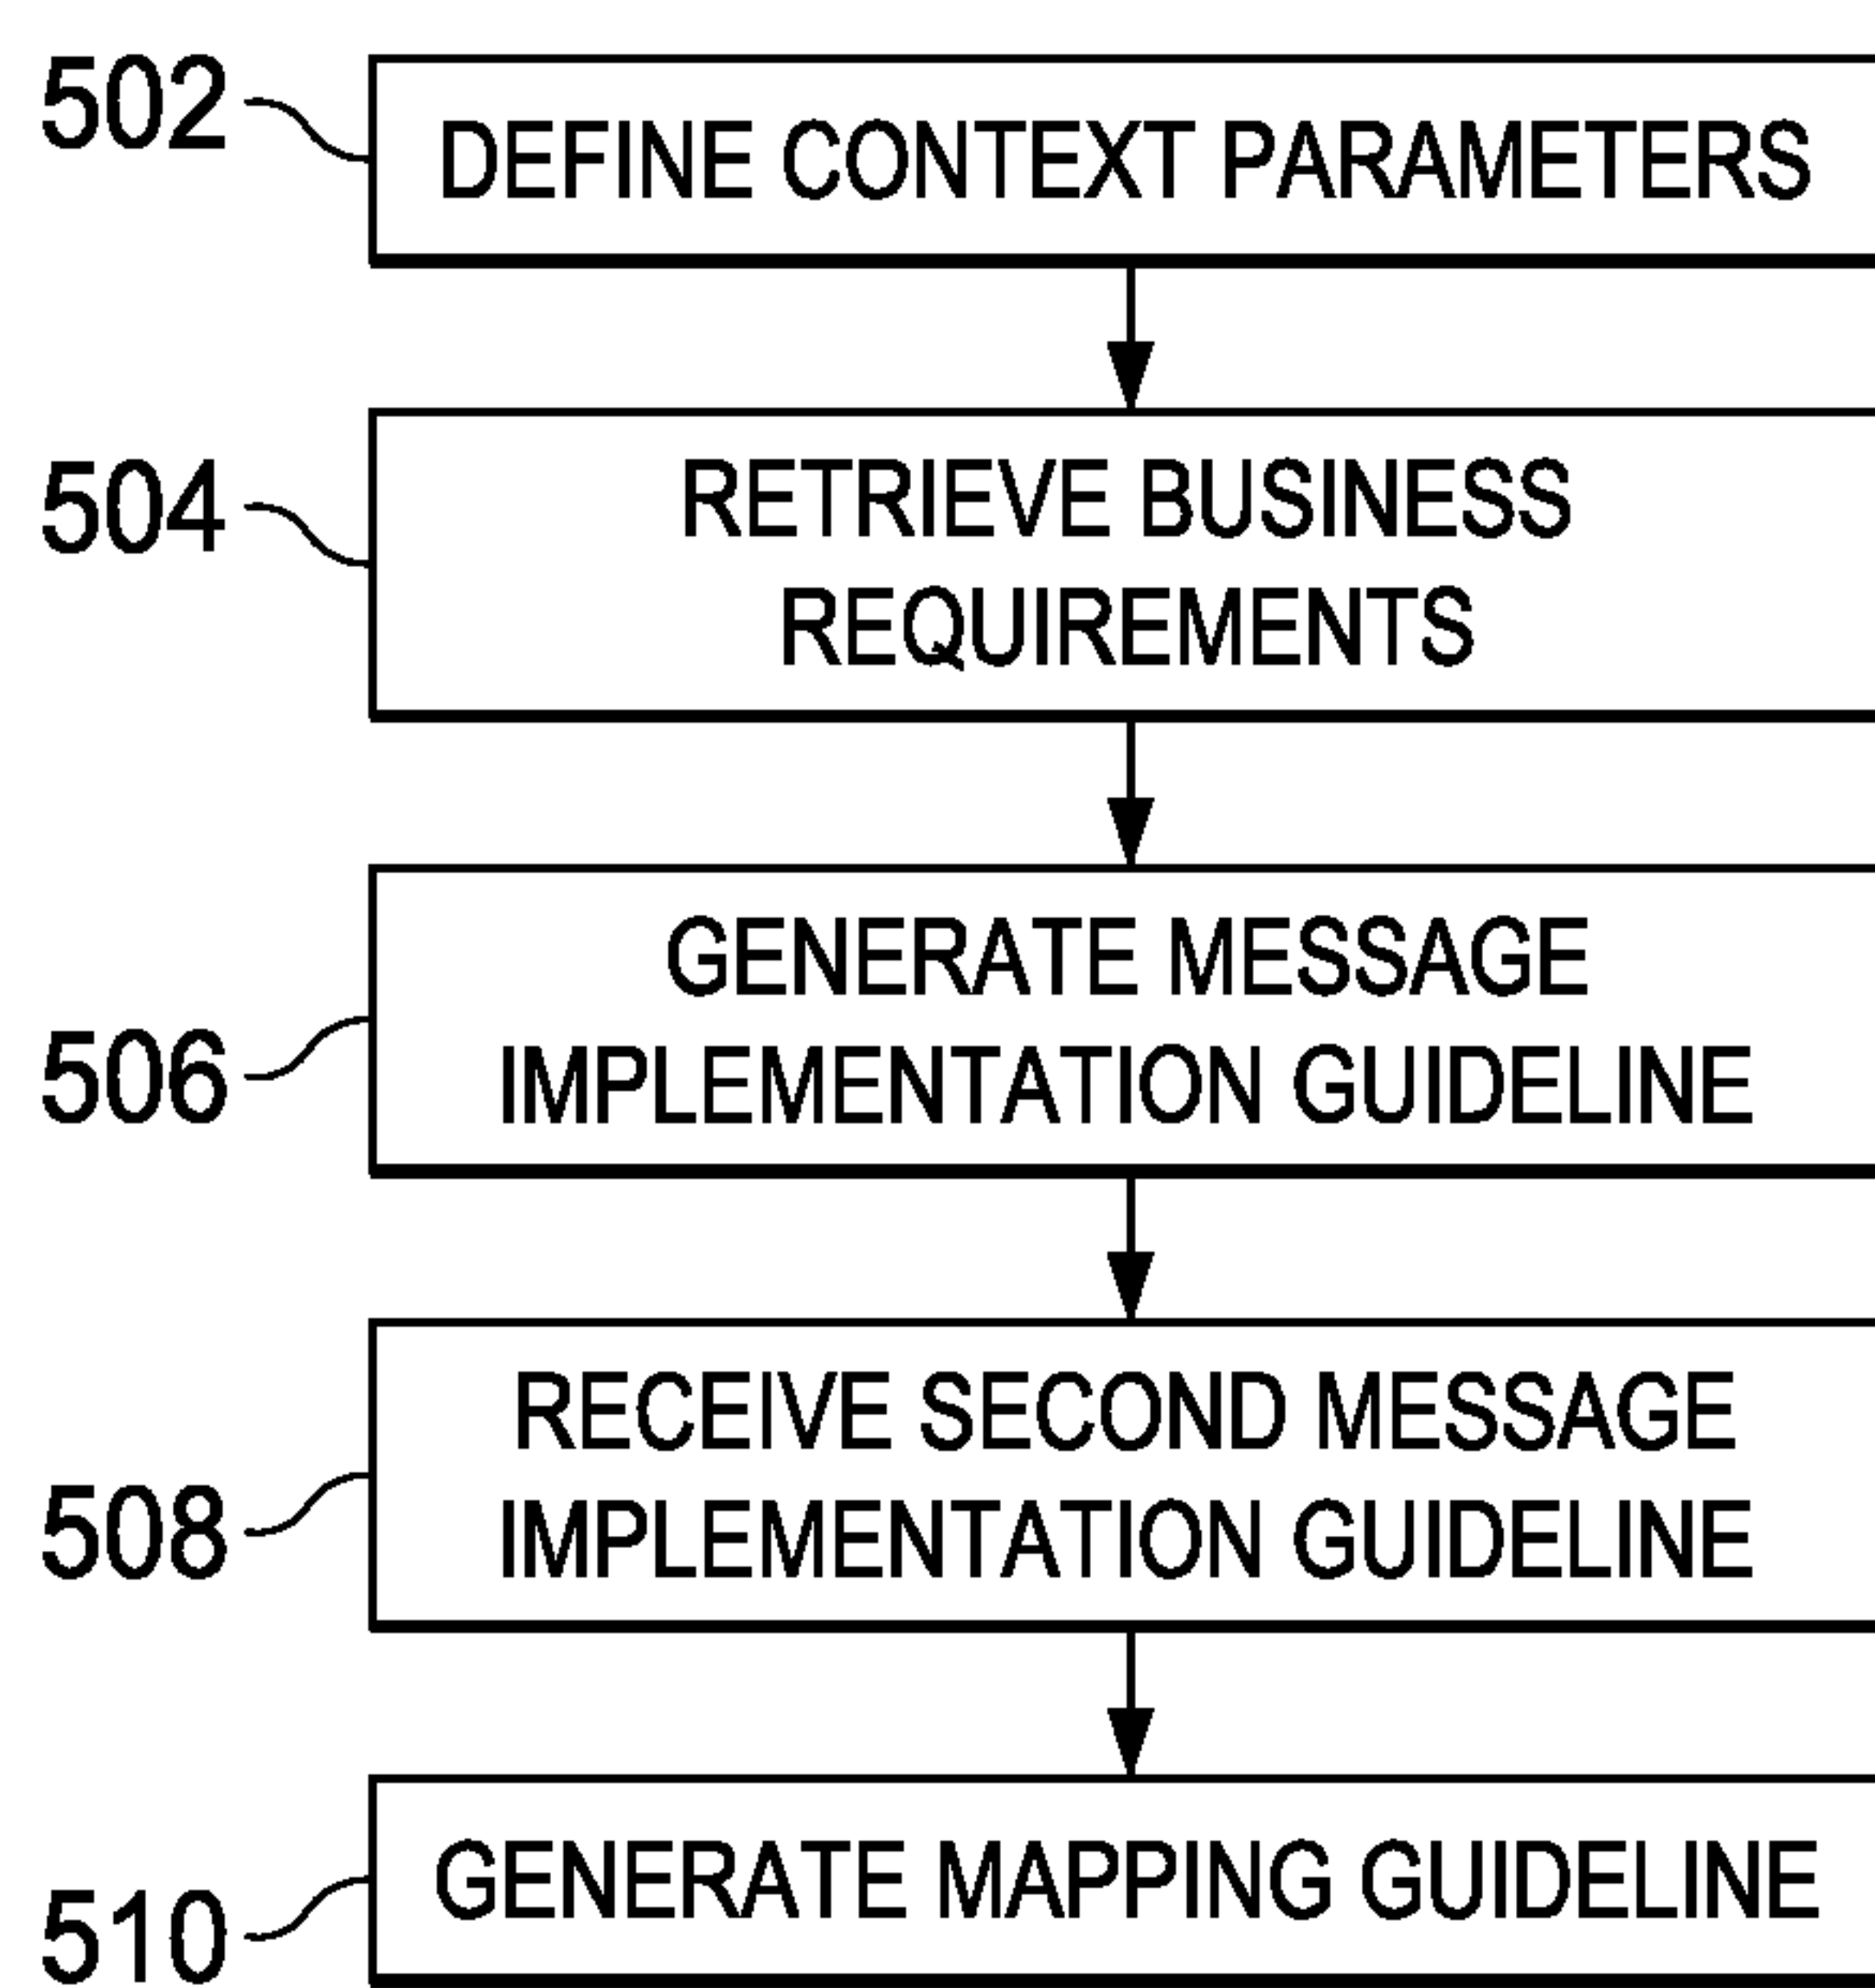 502
DEFINE CONTEXT PARAMETERS
504
RETRIEVE BUSINESS
REQUIREMENTS
506
GENERATE MESSAGE
IMPLEMENTATION GUIDELINE
508
RECEIVE SECOND MESSAGE
IMPLEMENTATION GUIDELINE
510
GENERATE MAPPING GUIDELINE